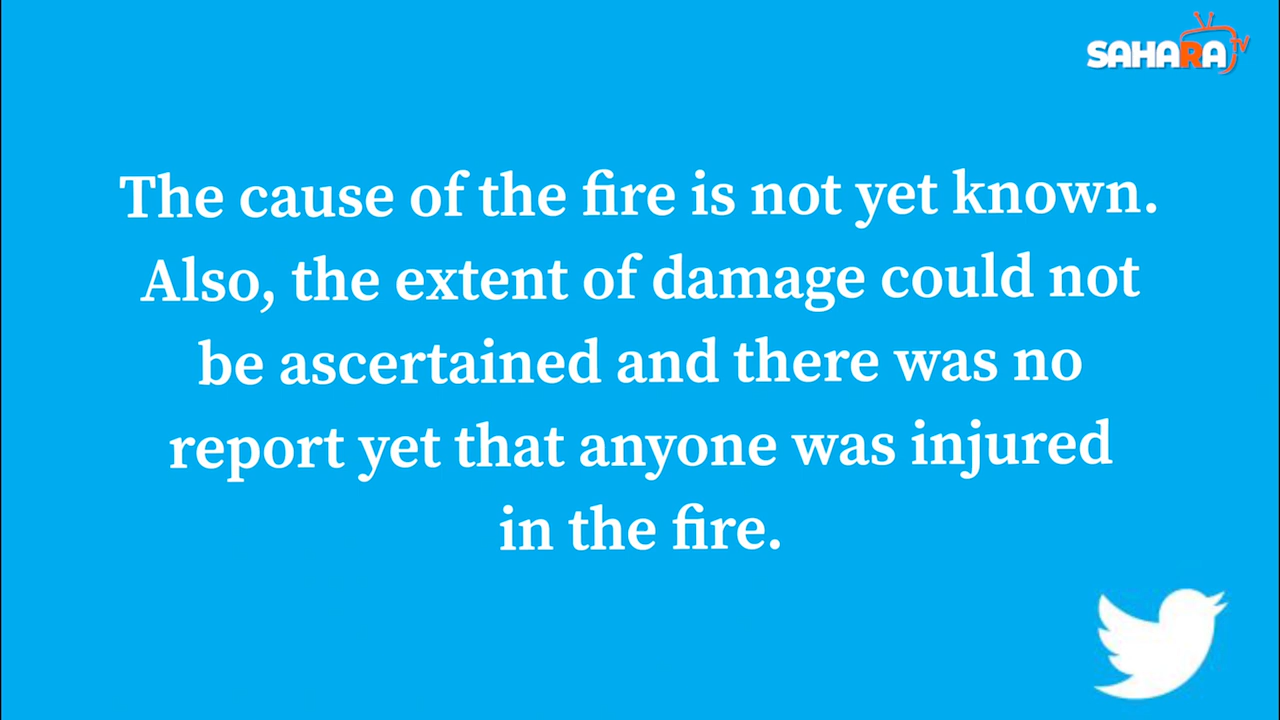 SAHARA TV
The cause of the fire is not yet known.
Also, the extent of damage could not
be ascertained and there was no
report yet that anyone was injured
in the fire.